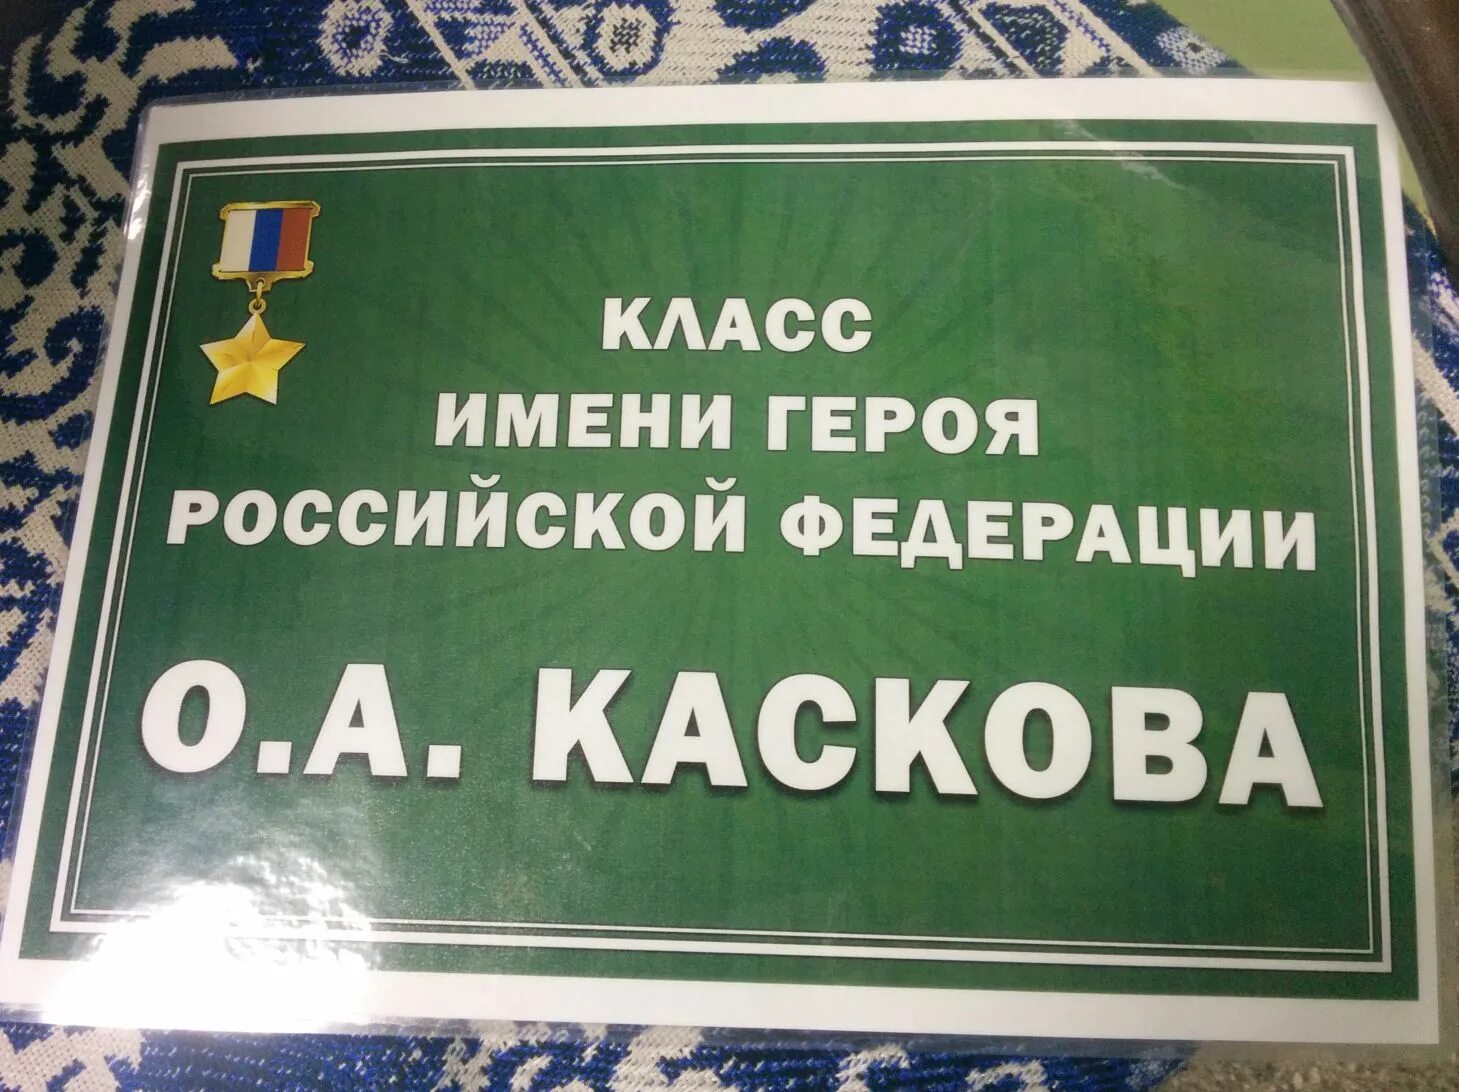 КЛАСС
ИМЕНИ ГЕРОЯ
РОССИЙСКОЙ ФЕДЕРАЦИИ
О.А. КАСКОВА